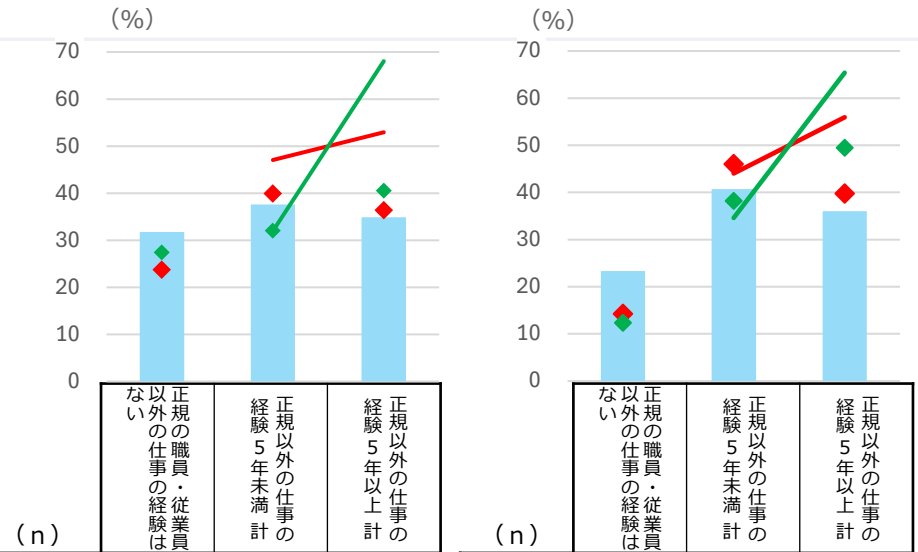 （%）
70
60
50
40
30
20
10
0
正規の職員・従業員
以外の仕事の経験は
ない
正規以外の仕事の
経験５年未満 計
正規以外の仕事の
経験５年以上 計
（n）
（%）
70
60
50
40
30
20
10
0
正規の職員・従業員
以外の仕事の経験は
ない
正規以外の仕事の
経験５年未満 計
正規以外の仕事の
経験５年以上 計
（n）